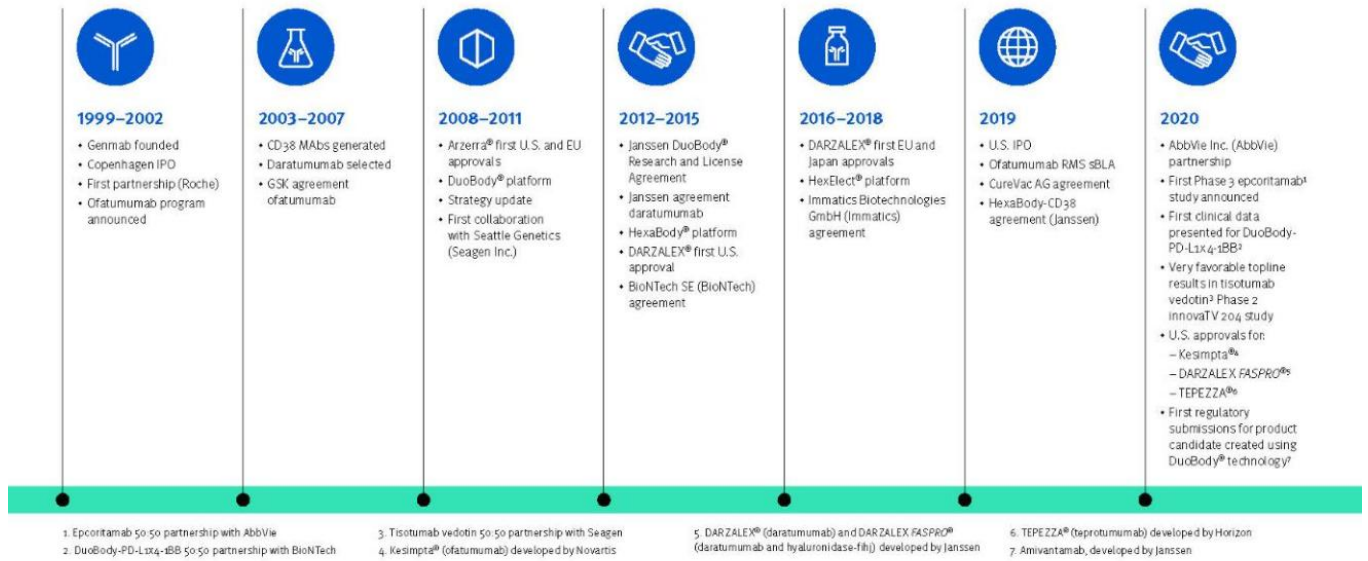 1999–2002
• Genmab founded
• Copenhagen IPO
• First partnership (Roche)
• Ofatumumab program
announced
2003–2007
• CD38 MAbs generated
• Daratumumab selected
• GSK agreement
ofatumumab
2008–2011
• Arzerra® first U.S. and EU
approvals
• DuoBody® platform
• Strategy update
• First collaboration
with Seattle Genetics
(Seagen Inc.)
2012–2015
• Janssen DuoBody®
Research and License
Agreement
• Janssen agreement
daratumumab
• HexaBody® platform
• DARZALEX® first U.S.
approval
• BioNTech SE (BioNTech)
agreement
2016–2018
• DARZALEX® first EU and
Japan approvals
• HexElect® platform
• Immatics Biotechnologies
GmbH (Immatics)
agreement
2019
• U.S. IPO
• Ofatumumab RMS sBLA
• CureVac AG agreement
• HexaBody-CD38
agreement (Janssen)
2020
• AbbVie Inc. (AbbVie)
partnership
• First Phase 3 epcoritamab¹
study announced
• First clinical data
presented for DuoBody-
PD-L1x4-1BB²
• Very favorable topline
results in tisotumab
vedotin³ Phase 2
innovaTV 204 study
• U.S. approvals for:
– Kesimpta®⁴
– DARZALEX FASPRO®⁵
– TEPEZZA®⁶
• First regulatory
submissions for product
candidate created using
DuoBody® technology⁷
1. Epcoritamab 50:50 partnership with AbbVie
2. DuoBody-PD-L1x4-1BB 50:50 partnership with BioNTech
3. Tisotumab vedotin 50:50 partnership with Seagen
4. Kesimpta® (ofatumumab) developed by Novartis
5. DARZALEX® (daratumumab) and DARZALEX FASPRO®
(daratumumab and hyaluronidase-fihj) developed by Janssen
6. TEPEZZA® (teprotumumab) developed by Horizon
7. Amivantamab, developed by Janssen